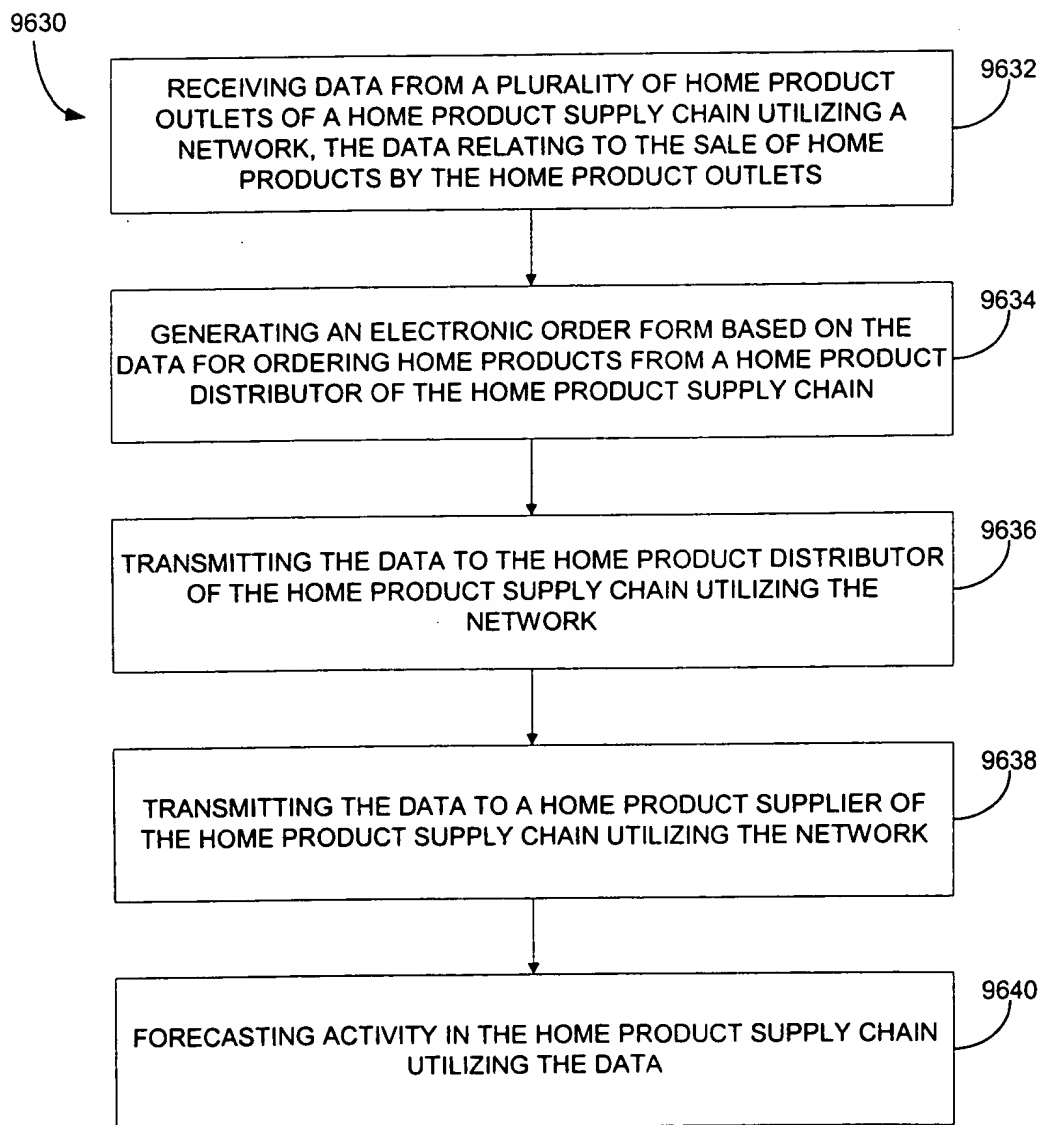 9630
RECEIVING DATA FROM A PLURALITY OF HOME PRODUCT
OUTLETS OF A HOME PRODUCT SUPPLY CHAIN UTILIZING A
NETWORK, THE DATA RELATING TO THE SALE OF HOME
PRODUCTS BY THE HOME PRODUCT OUTLETS
9632
GENERATING AN ELECTRONIC ORDER FORM BASED ON THE
DATA FOR ORDERING HOME PRODUCTS FROM A HOME PRODUCT
DISTRIBUTOR OF THE HOME PRODUCT SUPPLY CHAIN
9634
TRANSMITTING THE DATA TO THE HOME PRODUCT DISTRIBUTOR
OF THE HOME PRODUCT SUPPLY CHAIN UTILIZING THE
NETWORK
9636
TRANSMITTING THE DATA TO A HOME PRODUCT SUPPLIER OF
THE HOME PRODUCT SUPPLY CHAIN UTILIZING THE NETWORK
9638
FORECASTING ACTIVITY IN THE HOME PRODUCT SUPPLY CHAIN
UTILIZING THE DATA
9640